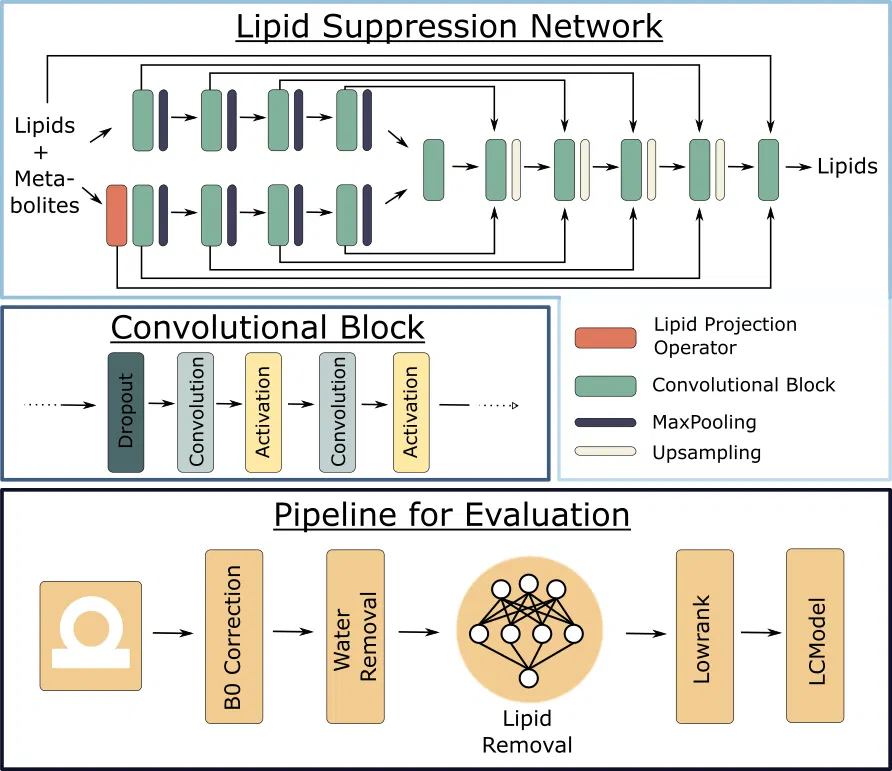 Lipid Suppression Network
Lipids
+
Meta-
bolites
Lipids
Convolutional Block
Dropout
Convolution
Activation
Convolution
Activation
Lipid Projection
Operator
Convolutional Block
MaxPooling
Upsampling
Pipeline for Evaluation
B0 Correction
Water
Removal
Lipid
Removal
Lowrank
LCModel